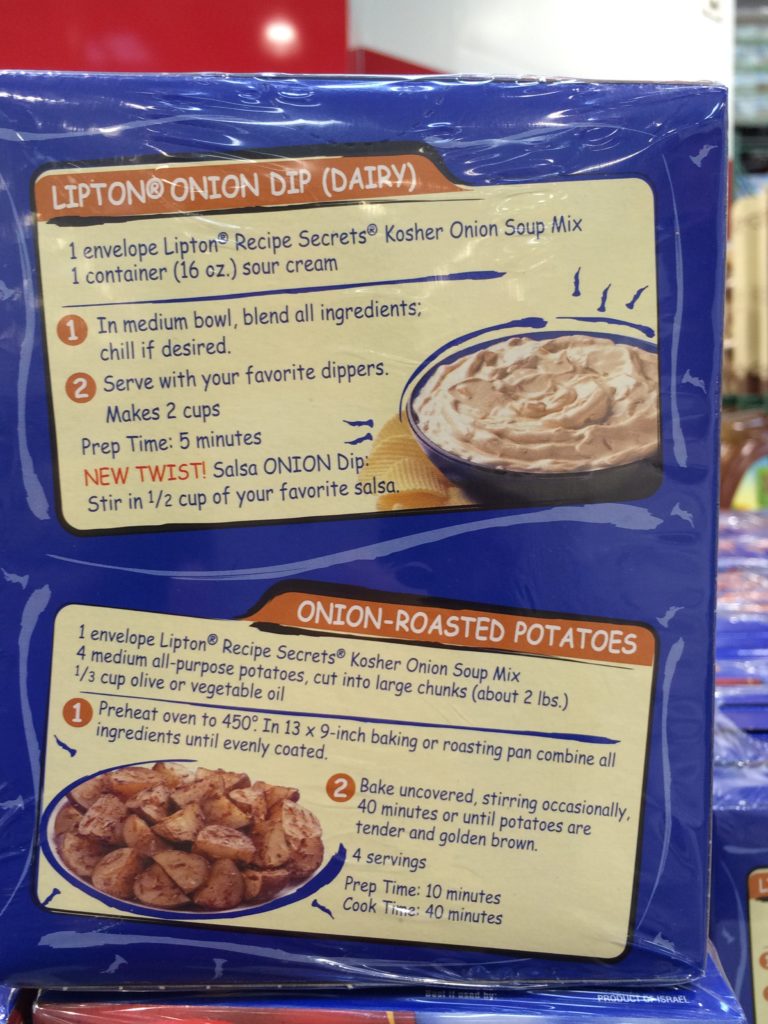 LIPTON® ONION DIP (DAIRY)
1 envelope Lipton® Recipe Secrets® Kosher Onion Soup Mix
1 container (16 oz.) sour cream
1 In medium bowl, blend all ingredients;
chill if desired.
2 Serve with your favorite dippers.
Makes 2 cups
Prep Time: 5 minutes
NEW TWIST! Salsa ONION Dip:
Stir in 1/2 cup of your favorite salsa.
ONION-ROASTED POTATOES
1 envelope Lipton® Recipe Secrets® Kosher Onion Soup Mix
4 medium all-purpose potatoes, cut into large chunks (about 2 lbs.)
1/3 cup olive or vegetable oil
1 Preheat oven to 450°. In 13 x 9-inch baking or roasting pan combine all
ingredients until evenly coated.
2 Bake uncovered, stirring occasionally,
40 minutes or until potatoes are
tender and golden brown.
4 servings
Prep Time: 10 minutes
Cook Time: 40 minutes
Best if used by:
PRODUCT OF ISRAEL